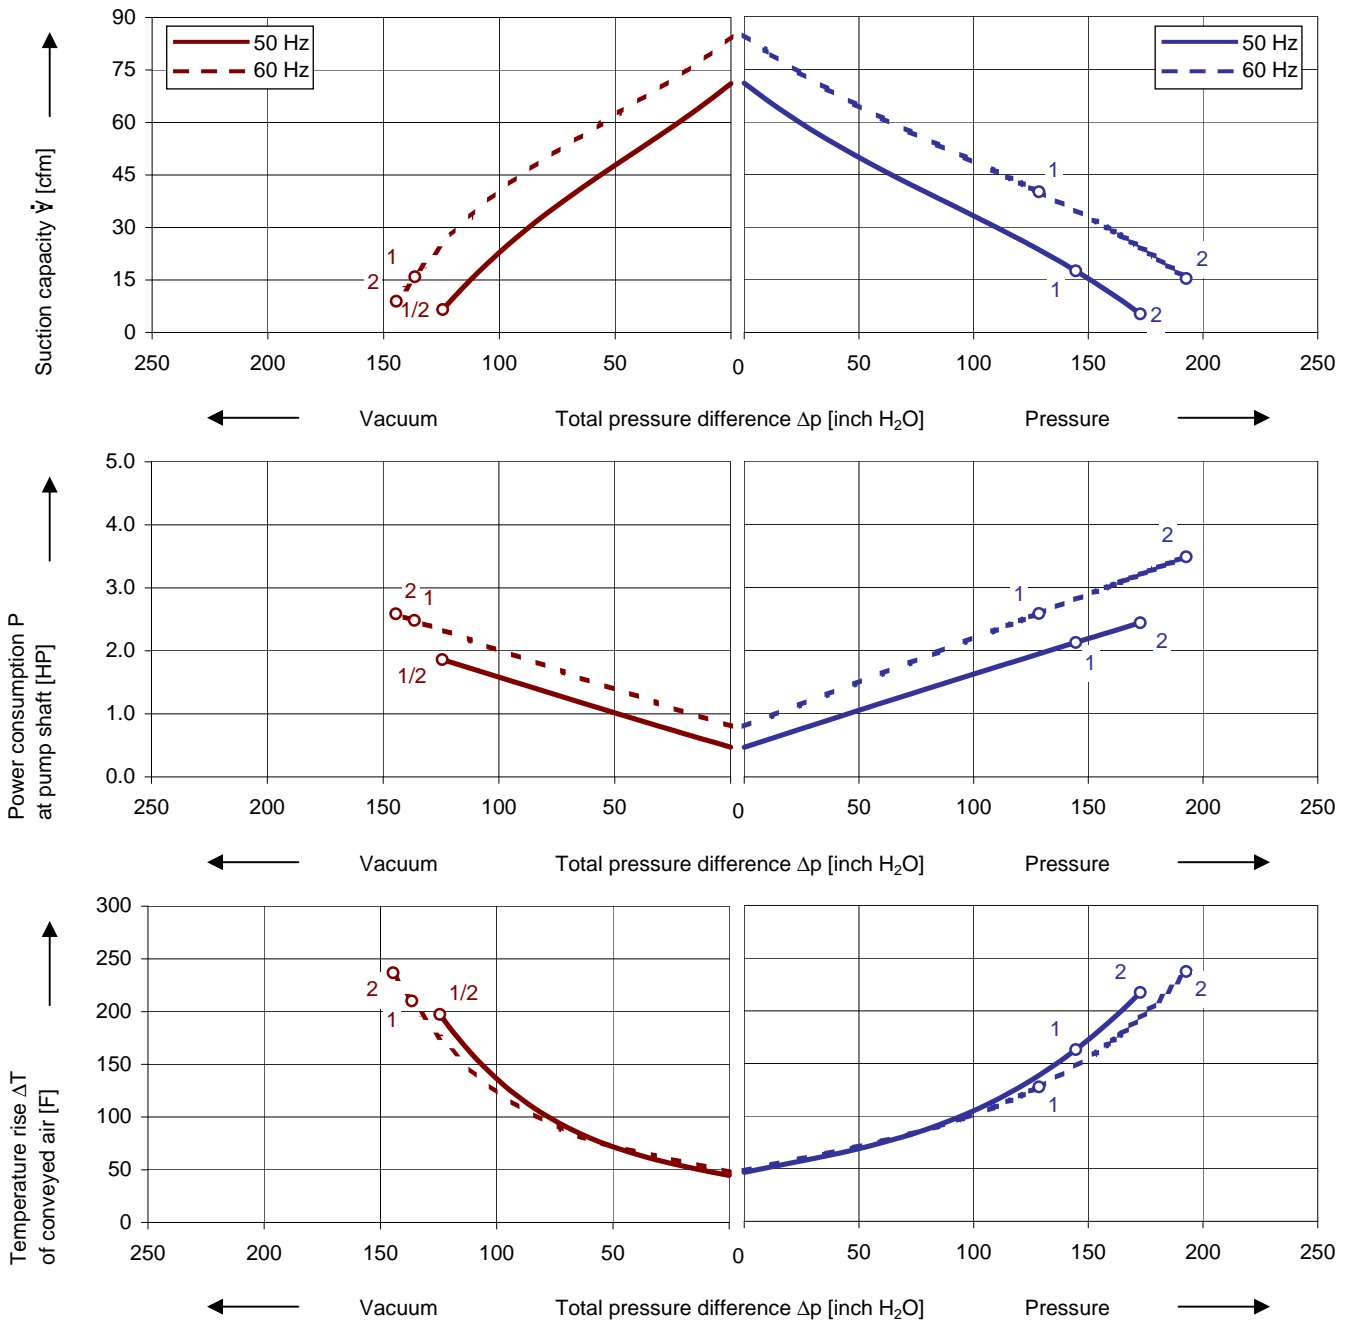 90
75
60
45
30
15
0
Suction capacity V̇ [cfm]
50 Hz
60 Hz
50 Hz
60 Hz
1
2
1/2
1
2
1
2
250 200 150 100 50 0 50 100 150 200 250
Vacuum Total pressure difference Δp [inch H₂O] Pressure
5.0
4.0
3.0
2.0
1.0
0.0
Power consumption P
at pump shaft [HP]
2 1
1/2
2
1
1
2
250 200 150 100 50 0 50 100 150 200 250
Vacuum Total pressure difference Δp [inch H₂O] Pressure
300
250
200
150
100
50
0
Temperature rise ΔT
of conveyed air [F]
2
1
1/2
2
1
2
1
250 200 150 100 50 0 50 100 150 200 250
Vacuum Total pressure difference Δp [inch H₂O] Pressure